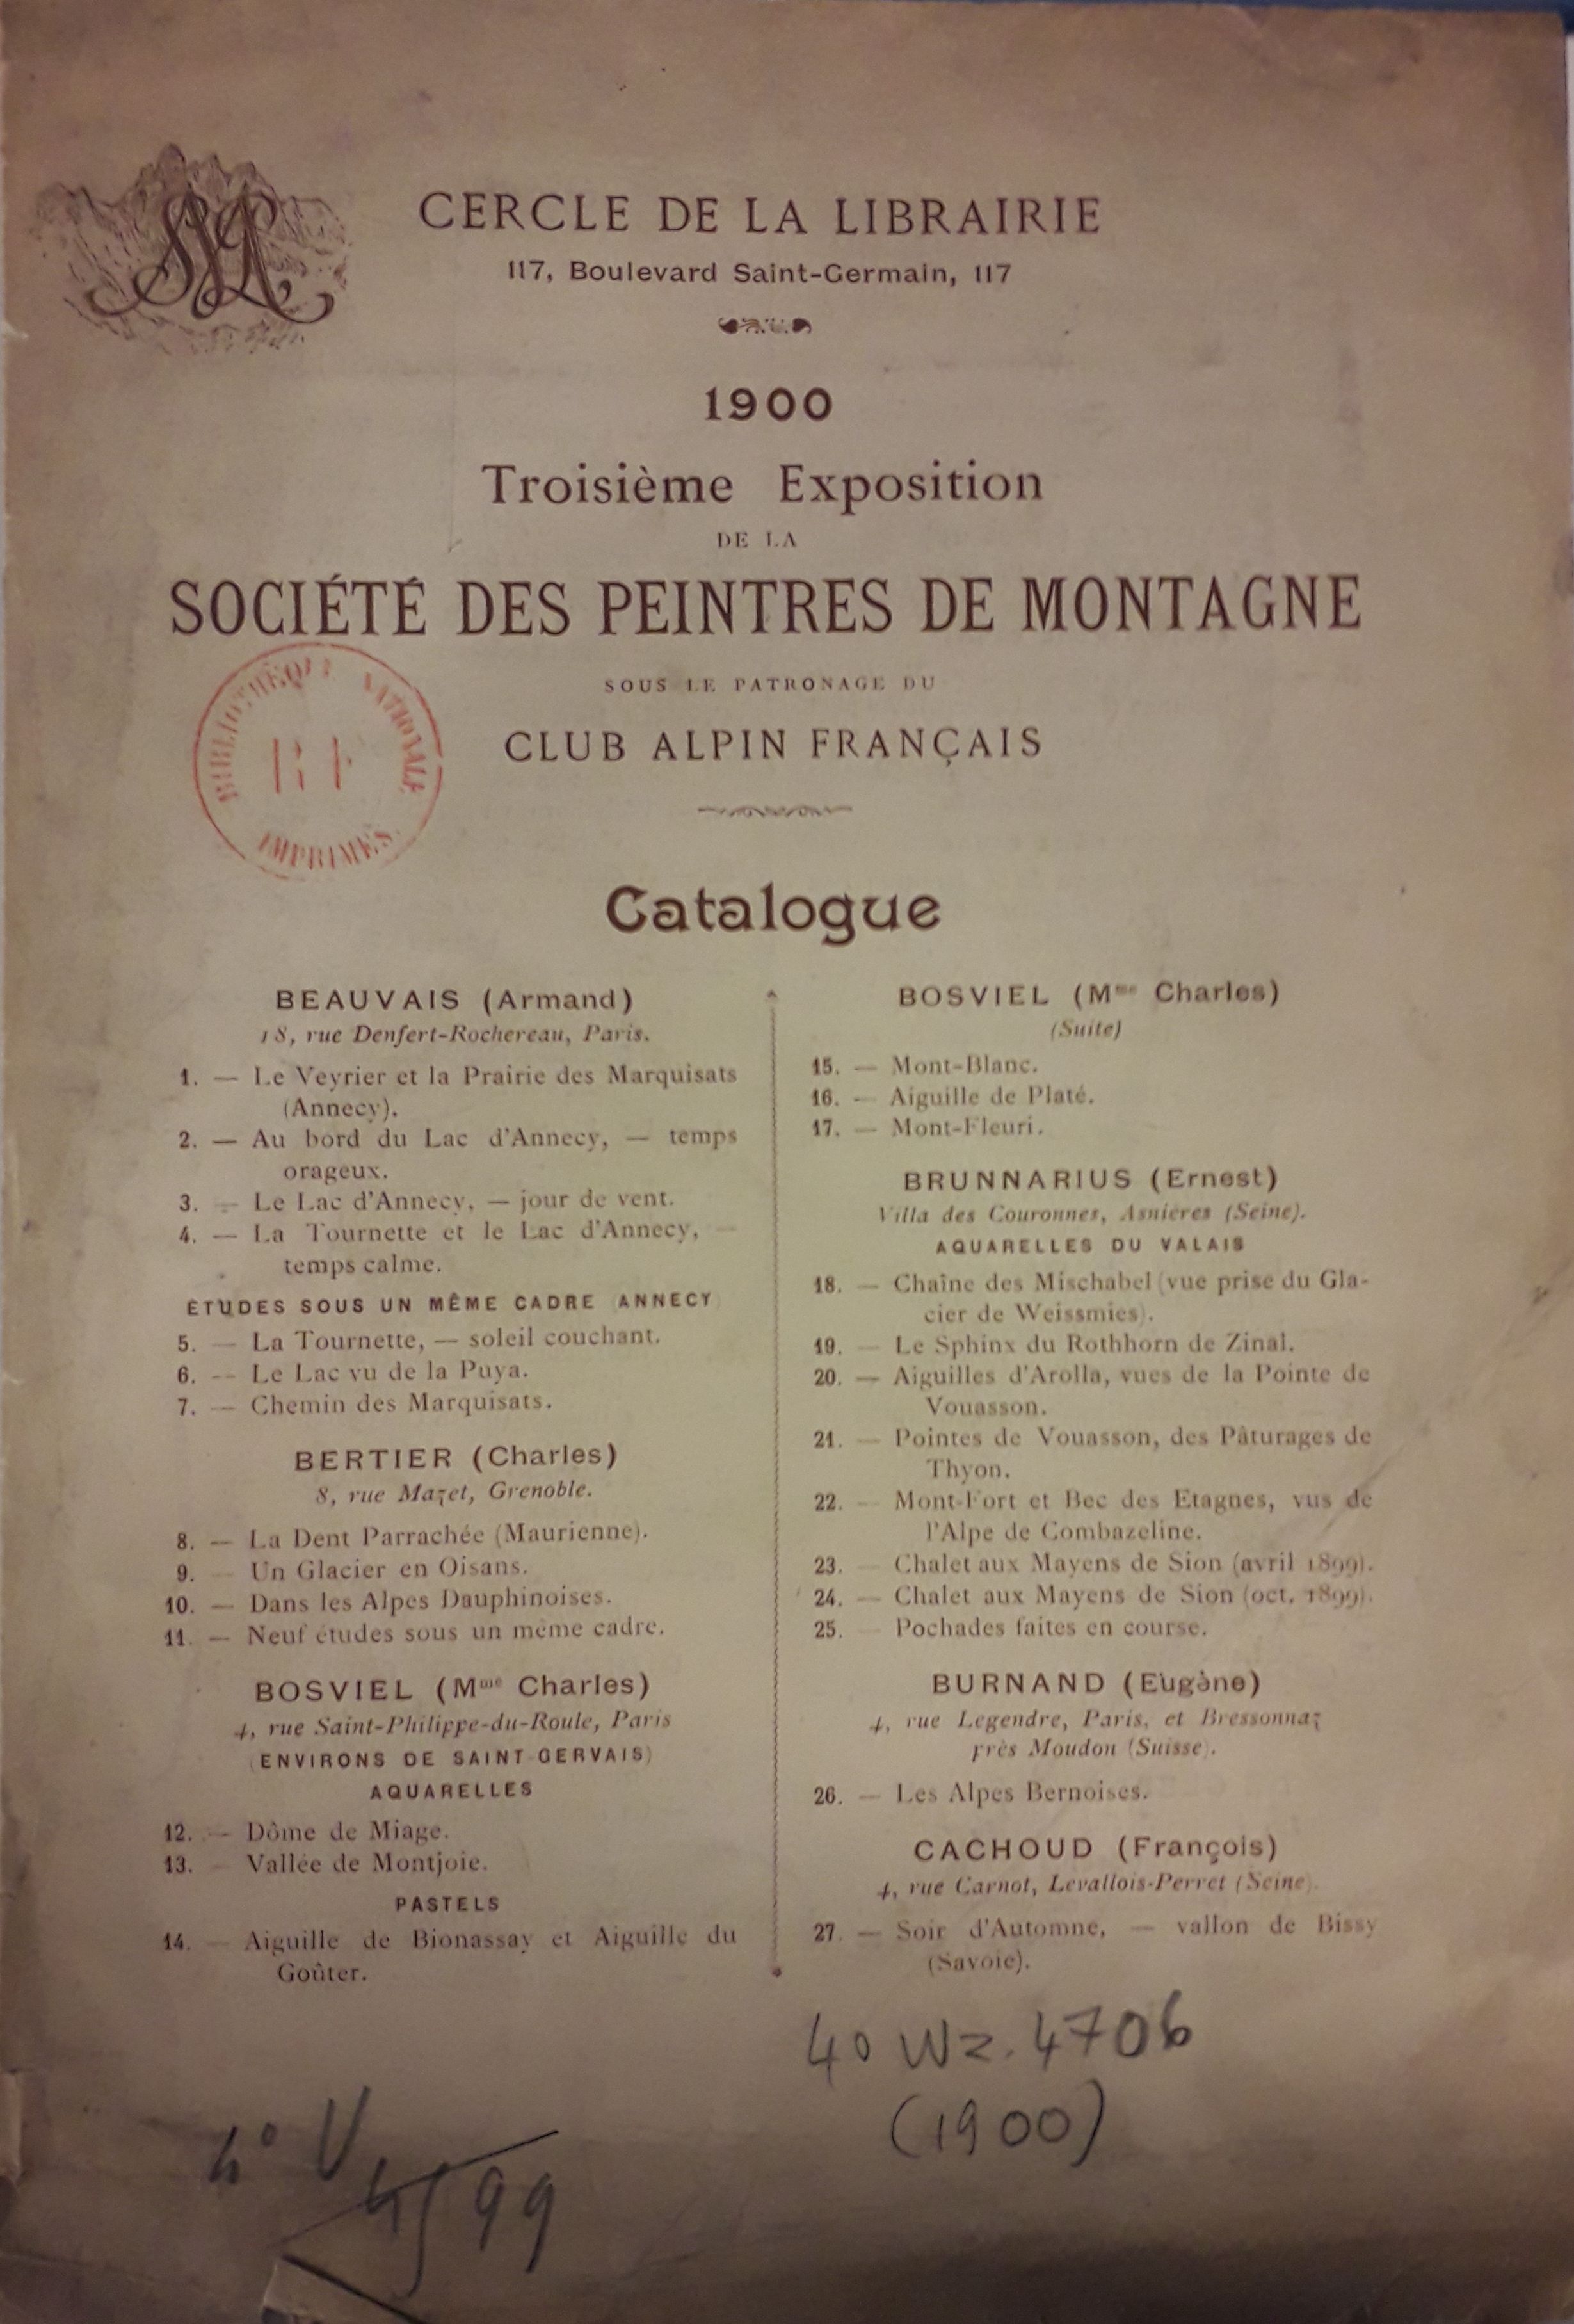 CERCLE DE LA LIBRAIRIE
117, Boulevard Saint-Germain, 117
1900
Troisième Exposition
DE LA
SOCIÉTÉ DES PEINTRES DE MONTAGNE
SOUS LE PATRONAGE DU
CLUB ALPIN FRANÇAIS
BIBLIOTHÈQUE NATIONALE
IMPRIMÉS
Catalogue
BEAUVAIS (Armand)
18, rue Denfert-Rochereau, Paris.
1. — Le Veyrier et la Prairie des Marquisats
(Annecy).
2. — Au bord du Lac d'Annecy, — temps
orageux.
3. — Le Lac d'Annecy, — jour de vent.
4. — La Tournette et le Lac d'Annecy, —
temps calme.
ÉTUDES SOUS UN MÊME CADRE (ANNECY)
5. — La Tournette, — soleil couchant.
6. — Le Lac vu de la Puya.
7. — Chemin des Marquisats.
BERTIER (Charles)
8, rue Mazet, Grenoble.
8. — La Dent Parrachée (Maurienne).
9. — Un Glacier en Oisans.
10. — Dans les Alpes Dauphinoises.
11. — Neuf études sous un même cadre.
BOSVIEL (Mme Charles)
4, rue Saint-Philippe-du-Roule, Paris
(ENVIRONS DE SAINT-GERVAIS)
AQUARELLES
12. — Dôme de Miage.
13. — Vallée de Montjoie.
PASTELS
14. — Aiguille de Bionassay et Aiguille du
Goûter.
BOSVIEL (Mme Charles)
(Suite)
15. — Mont-Blanc.
16. — Aiguille de Platé.
17. — Mont-Fleuri.
BRUNNARIUS (Ernest)
Villa des Couronnes, Asnières (Seine).
AQUARELLES DU VALAIS
18. — Chaîne des Mischabel (vue prise du Gla-
cier de Weissmies).
19. — Le Sphinx du Rothhorn de Zinal.
20. — Aiguilles d'Arolla, vues de la Pointe de
Vouasson.
21. — Pointes de Vouasson, des Pâturages de
Thyon.
22. — Mont-Fort et Bec des Etagnes, vus de
l'Alpe de Combazeline.
23. — Chalet aux Mayens de Sion (avril 1899).
24. — Chalet aux Mayens de Sion (oct. 1899).
25. — Pochades faites en course.
BURNAND (Eugène)
4, rue Legendre, Paris, et Bressonnaz
près Moudon (Suisse).
26. — Les Alpes Bernoises.
CACHOUD (François)
4, rue Carnot, Levallois-Perret (Seine).
27. — Soir d'Automne, — vallon de Bissy
(Savoie).
4o Wz. 4706
(1900)
4° V
99